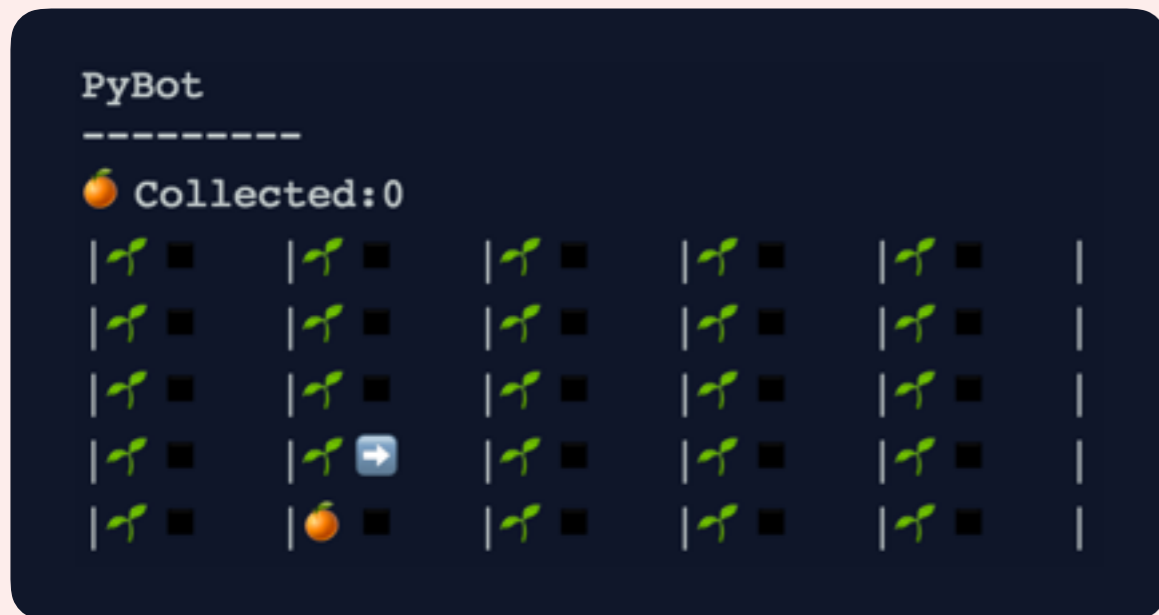 PyBot
---------
🍊 Collected:0
|🌱 ◼ |🌱 ◼ |🌱 ◼ |🌱 ◼ |🌱 ◼ |
|🌱 ◼ |🌱 ◼ |🌱 ◼ |🌱 ◼ |🌱 ◼ |
|🌱 ◼ |🌱 ◼ |🌱 ◼ |🌱 ◼ |🌱 ◼ |
|🌱 ◼ |🌱 ➡️ |🌱 ◼ |🌱 ◼ |🌱 ◼ |
|🌱 ◼ |🍊 ◼ |🌱 ◼ |🌱 ◼ |🌱 ◼ |